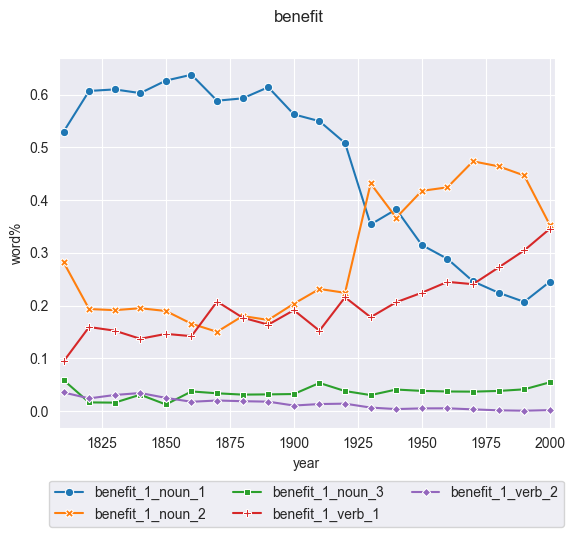 benefit
0.6
0.5
0.4
0.3
0.2
0.1
0.0
word%
1825 1850 1875 1900 1925 1950 1975 2000
year
benefit_1_noun_1 benefit_1_noun_3 benefit_1_verb_2
benefit_1_noun_2 benefit_1_verb_1